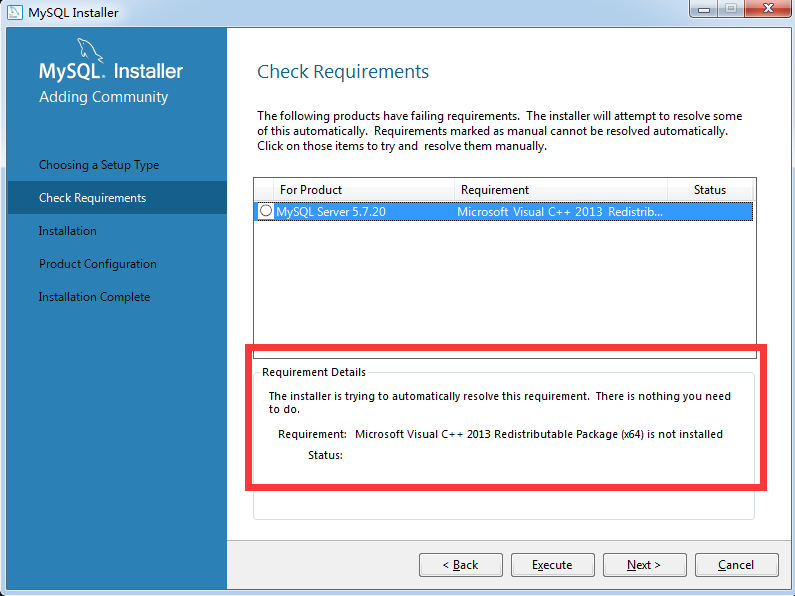 MySQL Installer
MySQL. Installer
Adding Community
Choosing a Setup Type
Check Requirements
Installation
Product Configuration
Installation Complete
Check Requirements
The following products have failing requirements. The installer will attempt to resolve some
of this automatically. Requirements marked as manual cannot be resolved automatically.
Click on those items to try and resolve them manually.
For Product Requirement Status
MySQL Server 5.7.20 Microsoft Visual C++ 2013 Redistrib...
Requirement Details
The installer is trying to automatically resolve this requirement. There is nothing you need
to do.
Requirement: Microsoft Visual C++ 2013 Redistributable Package (x64) is not installed
Status:
< Back Execute Next > Cancel